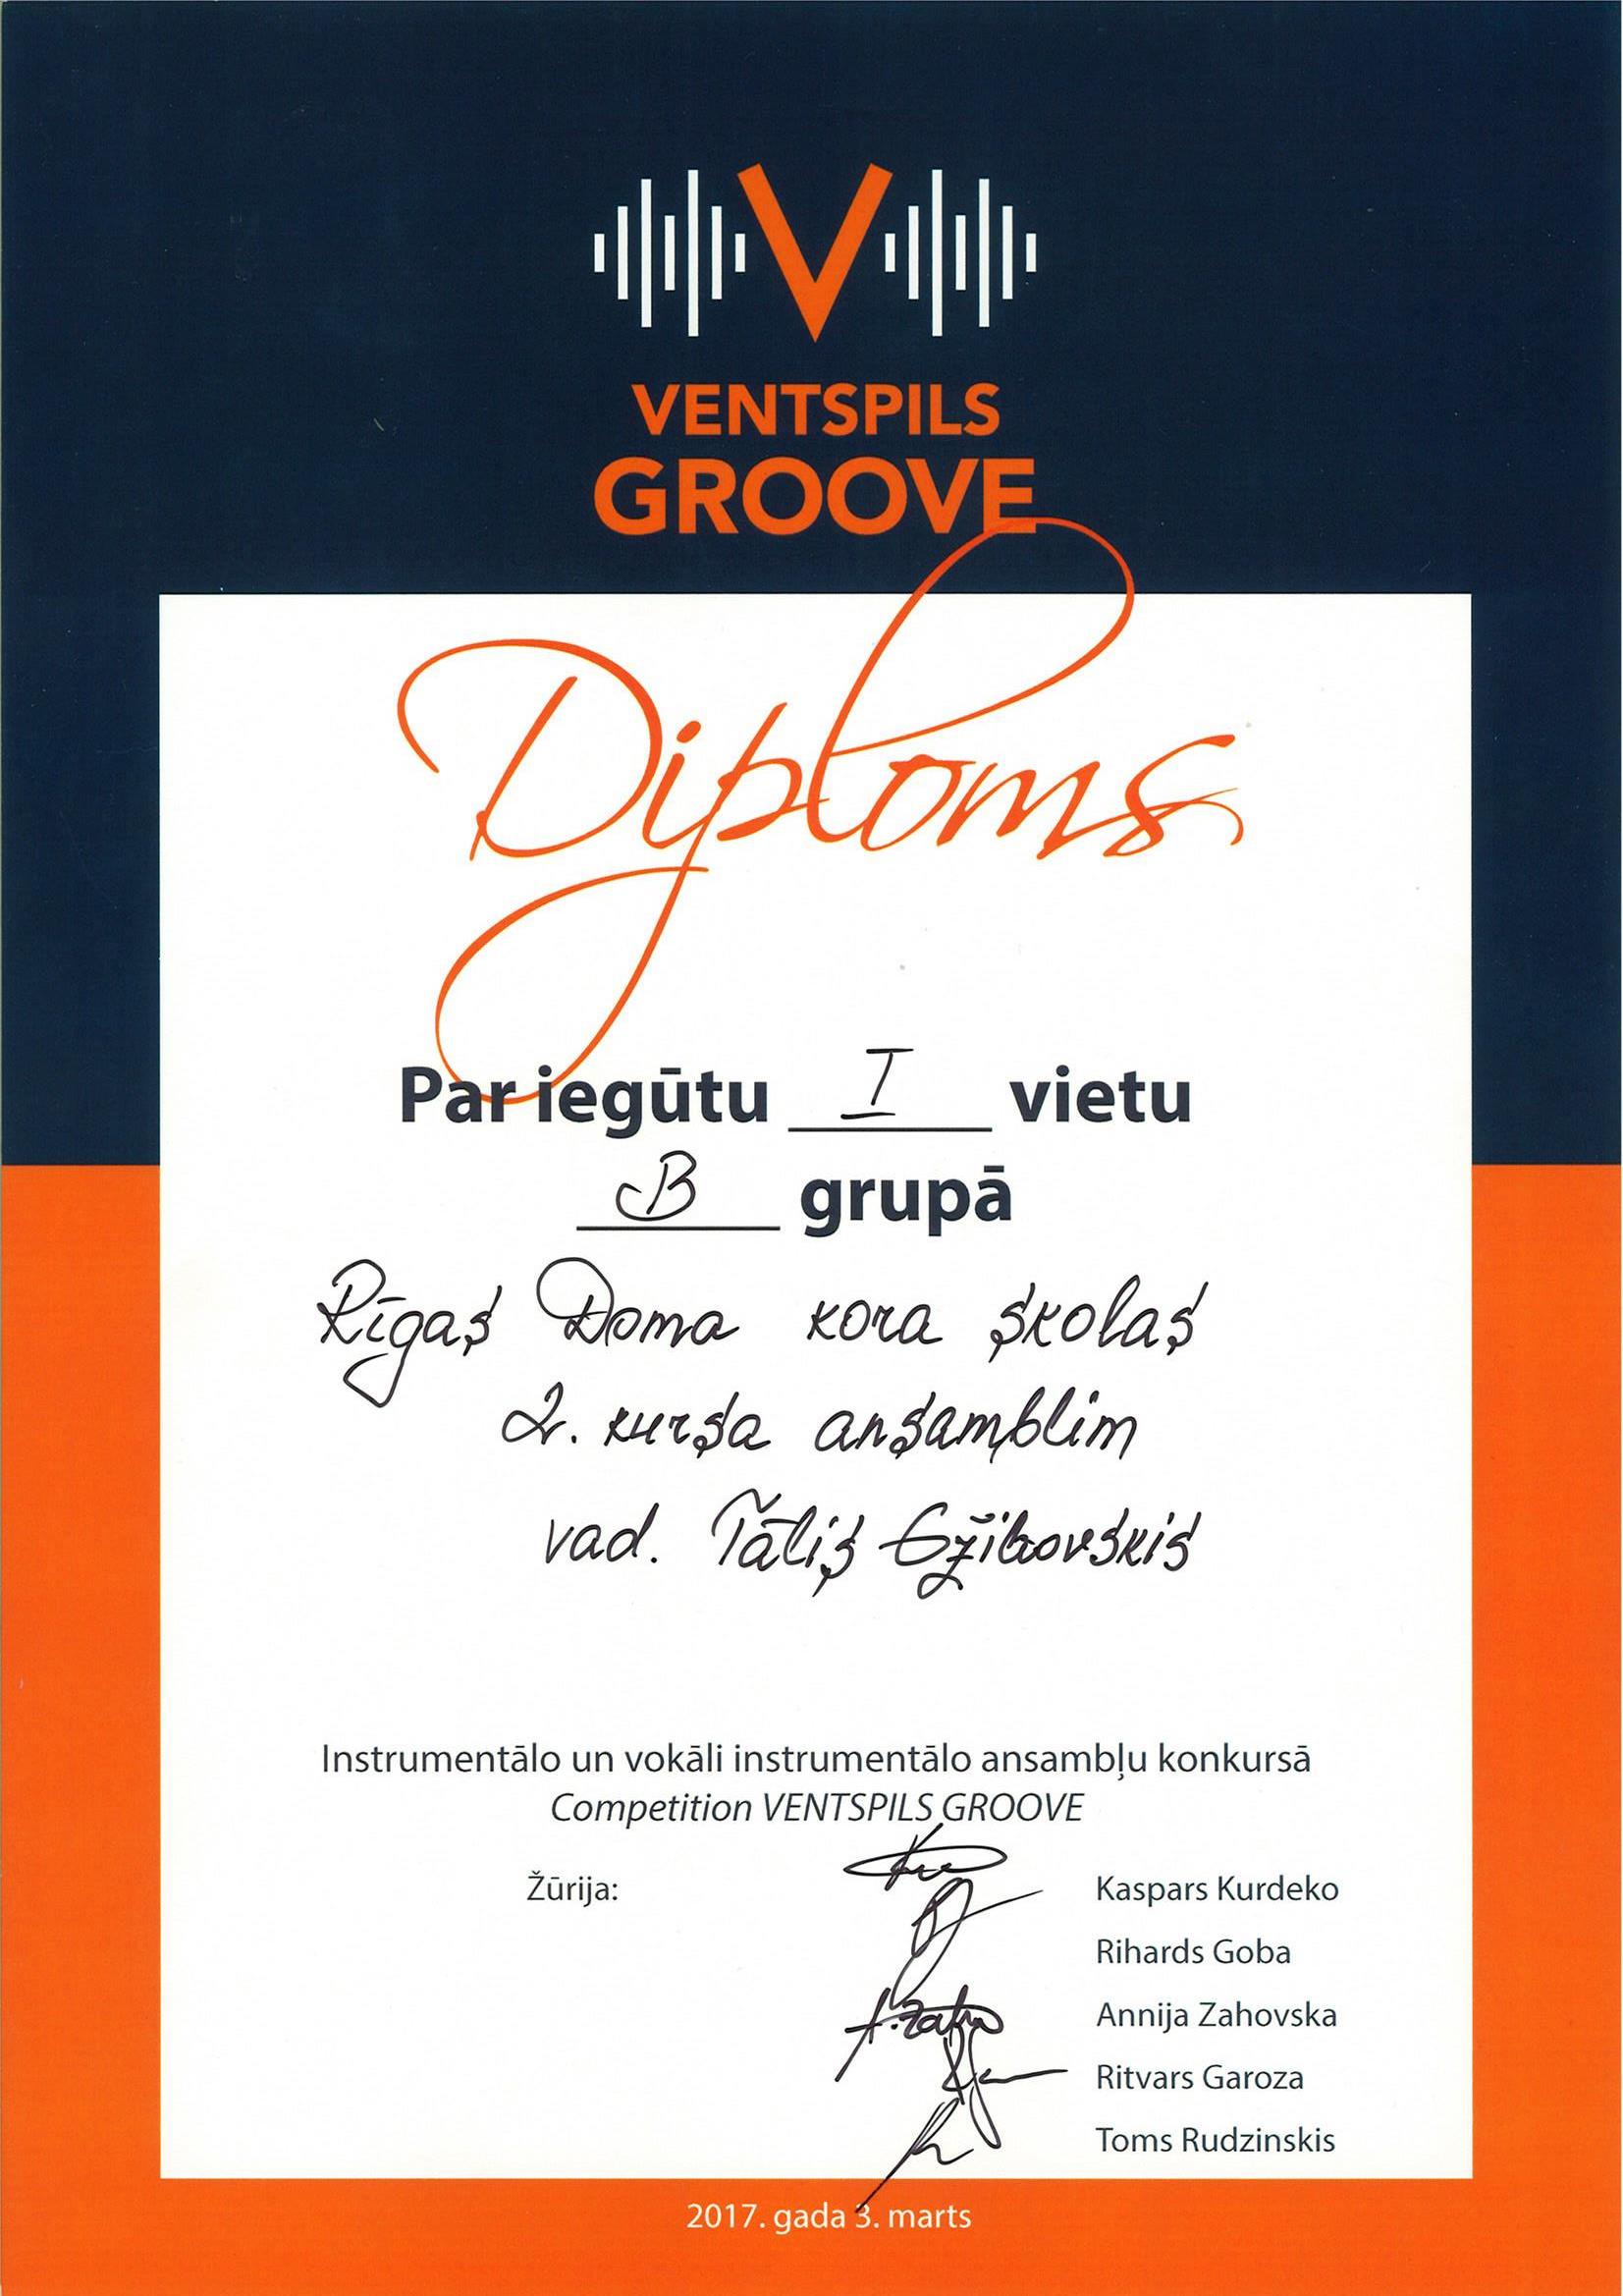 VENTSPILS
GROOVE
Diploms
Par iegūtu I vietu
B grupā
Rīgas Doma kora skolas
2. kursa ansamblim
vad. Tālis Gžibovskis
Instrumentālo un vokāli instrumentālo ansambļu konkursā
Competition VENTSPILS GROOVE
Žūrija:
Kaspars Kurdeko
Rihards Goba
Annija Zahovska
Ritvars Garoza
Toms Rudzinskis
2017. gada 3. marts